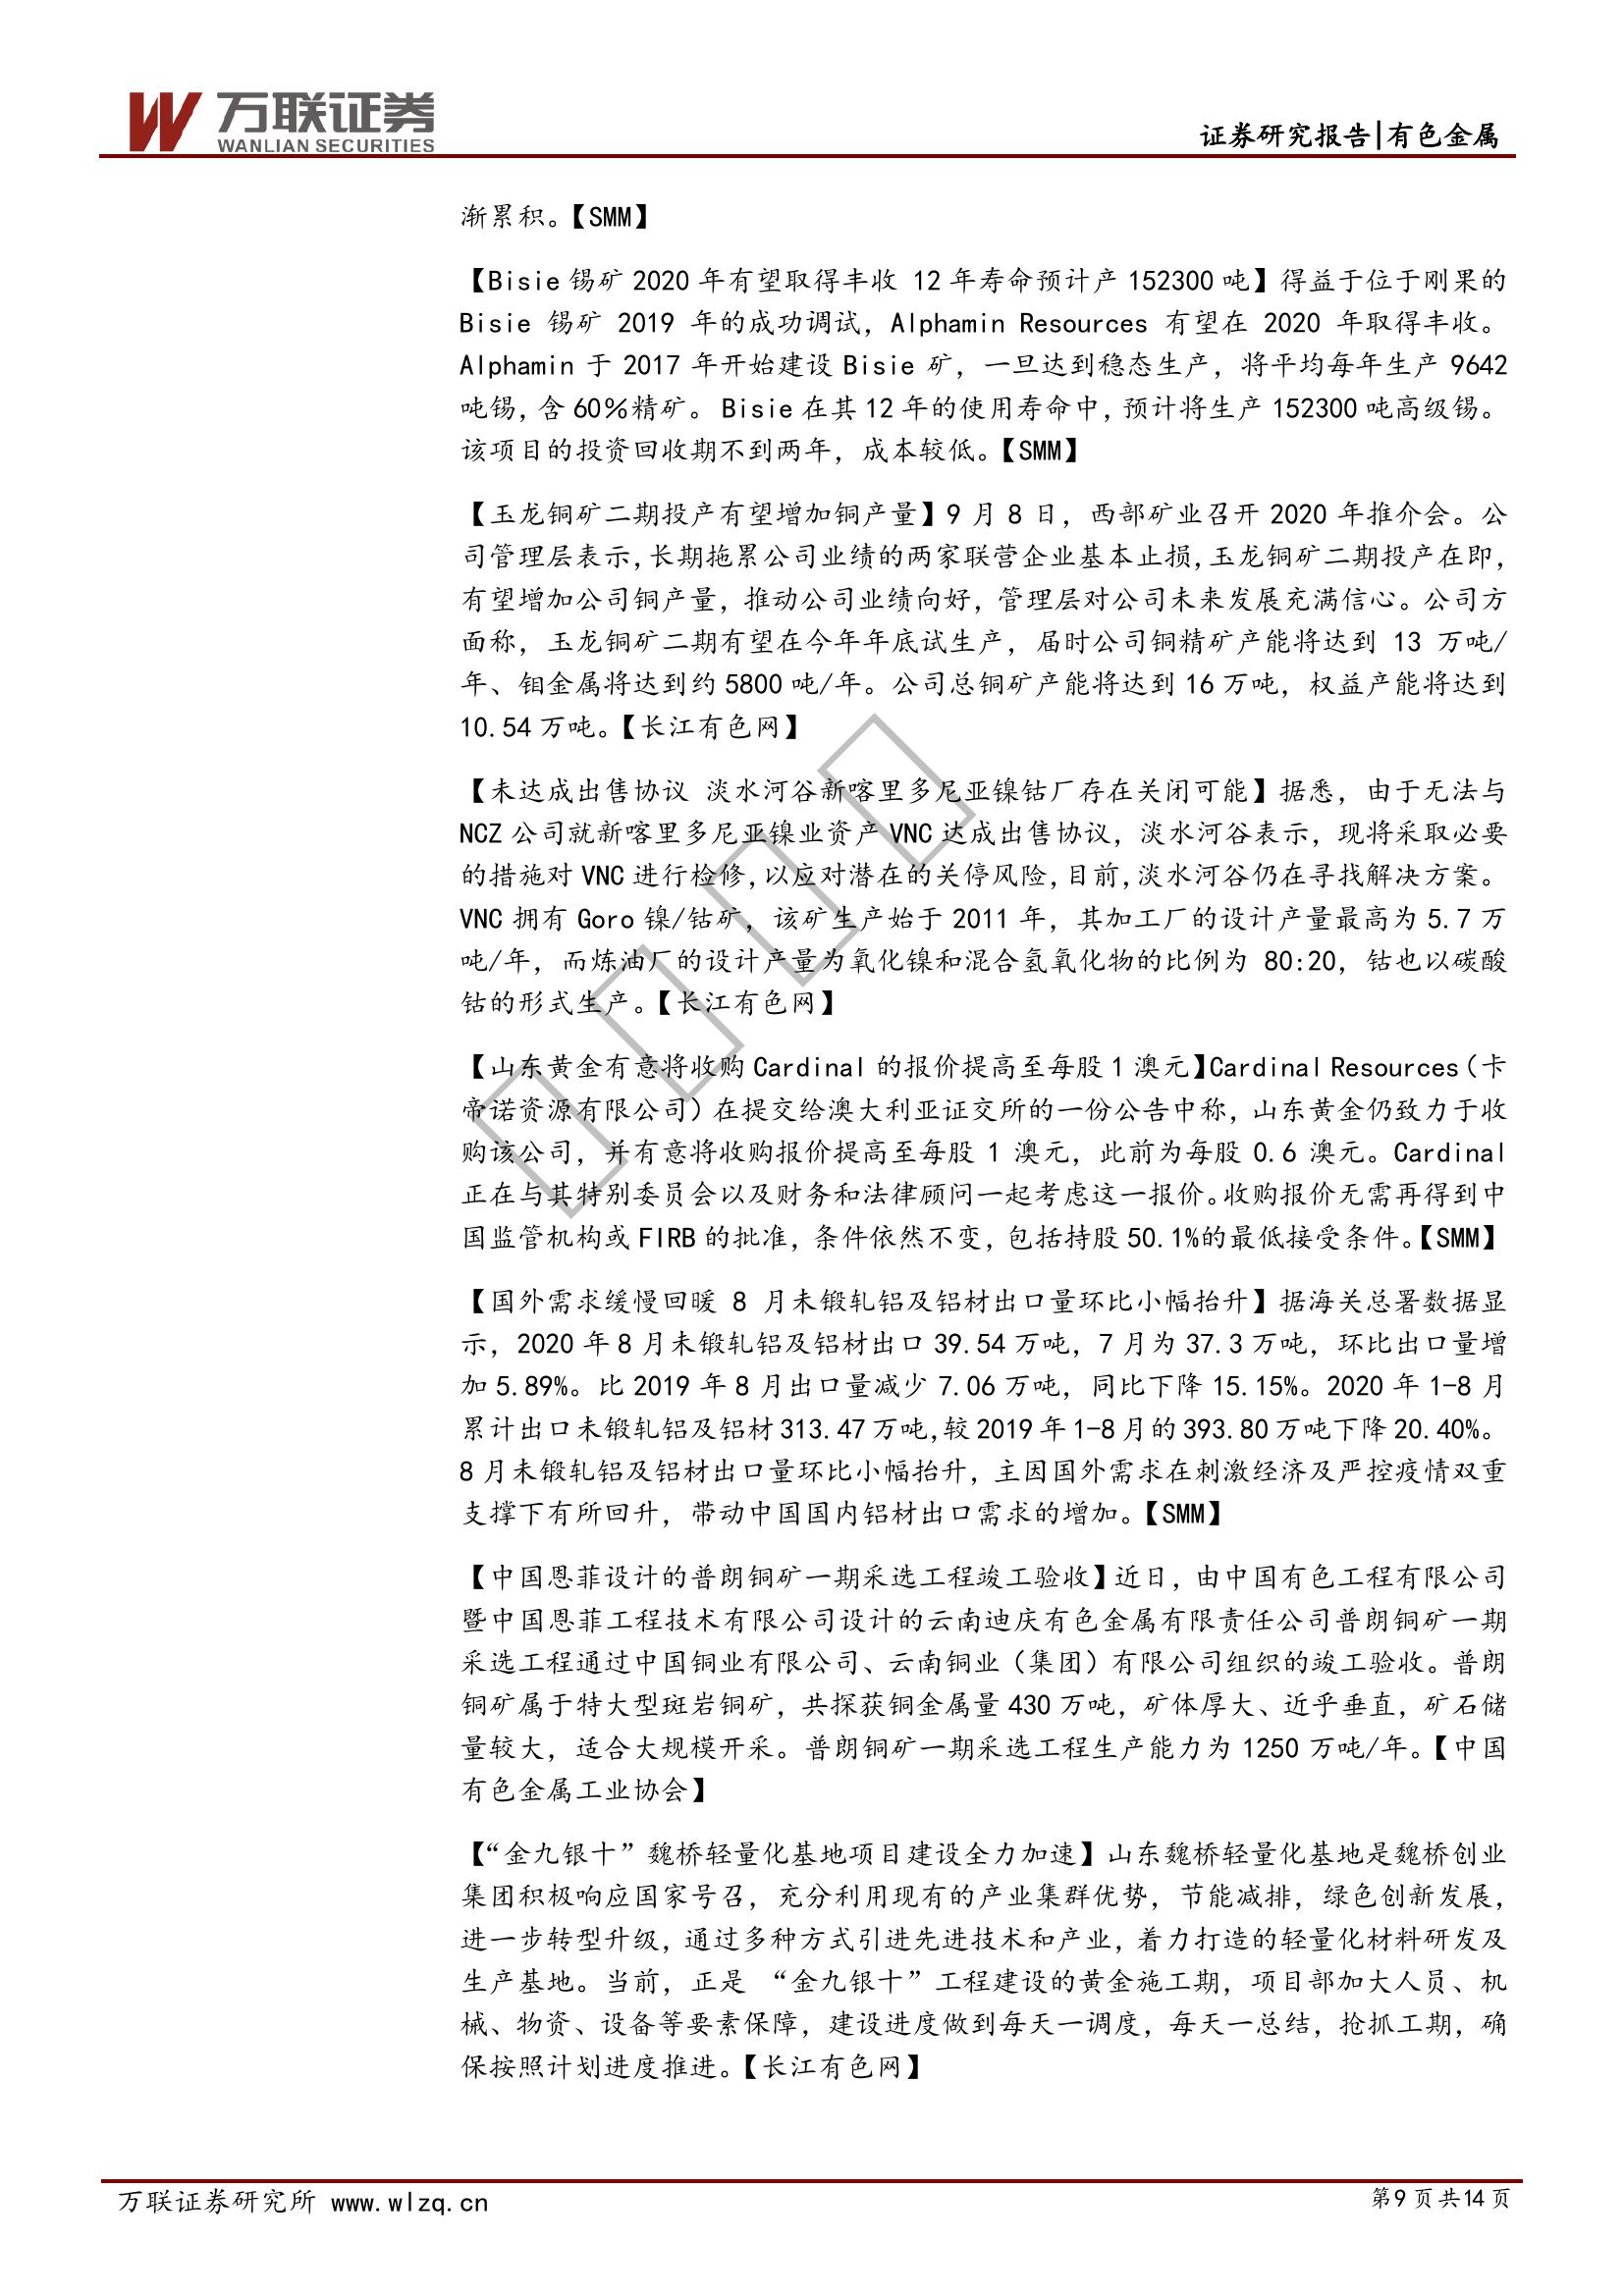 万联证券
WANLIAN SECURITIES
证券研究报告|有色金属
渐累积。【SMM】
【Bisie 锡矿 2020 年有望取得丰收 12 年寿命预计产 152300 吨】得益于位于刚果的
Bisie 锡矿 2019 年的成功调试，Alphamin Resources 有望在 2020 年取得丰收。
Alphamin 于 2017 年开始建设 Bisie 矿，一旦达到稳态生产，将平均每年生产 9642
吨锡，含 60%精矿。 Bisie 在其 12 年的使用寿命中，预计将生产 152300 吨高级锡。
该项目的投资回收期不到两年，成本较低。【SMM】
【玉龙铜矿二期投产有望增加铜产量】9 月 8 日，西部矿业召开 2020 年推介会。公
司管理层表示，长期拖累公司业绩的两家联营企业基本止损，玉龙铜矿二期投产在即，
有望增加公司铜产量，推动公司业绩向好，管理层对公司未来发展充满信心。公司方
面称，玉龙铜矿二期有望在今年年底试生产，届时公司铜精矿产能将达到 13 万吨/
年、钼金属将达到约 5800 吨/年。公司总铜矿产能将达到 16 万吨，权益产能将达到
10.54 万吨。【长江有色网】
【未达成出售协议 淡水河谷新喀里多尼亚镍钴厂存在关闭可能】据悉，由于无法与
NCZ 公司就新喀里多尼亚镍业资产 VNC 达成出售协议，淡水河谷表示，现将采取必要
的措施对 VNC 进行检修，以应对潜在的关停风险，目前，淡水河谷仍在寻找解决方案。
VNC 拥有 Goro 镍/钴矿，该矿生产始于 2011 年，其加工厂的设计产量最高为 5.7 万
吨/年，而炼油厂的设计产量为氧化镍和混合氢氧化物的比例为 80:20，钴也以碳酸
钴的形式生产。【长江有色网】
【山东黄金有意将收购 Cardinal 的报价提高至每股 1 澳元】Cardinal Resources（卡
帝诺资源有限公司）在提交给澳大利亚证交所的一份公告中称，山东黄金仍致力于收
购该公司，并有意将收购报价提高至每股 1 澳元，此前为每股 0.6 澳元。Cardinal
正在与其特别委员会以及财务和法律顾问一起考虑这一报价。收购报价无需再得到中
国监管机构或 FIRB 的批准，条件依然不变，包括持股 50.1%的最低接受条件。【SMM】
【国外需求缓慢回暖 8 月未锻轧铝及铝材出口量环比小幅抬升】据海关总署数据显
示，2020 年 8 月未锻轧铝及铝材出口 39.54 万吨，7 月为 37.3 万吨，环比出口量增
加 5.89%。比 2019 年 8 月出口量减少 7.06 万吨，同比下降 15.15%。2020 年 1-8 月
累计出口未锻轧铝及铝材 313.47 万吨，较 2019 年 1-8 月的 393.80 万吨下降 20.40%。
8 月未锻轧铝及铝材出口量环比小幅抬升，主因国外需求在刺激经济及严控疫情双重
支撑下有所回升，带动中国国内铝材出口需求的增加。【SMM】
【中国恩菲设计的普朗铜矿一期采选工程竣工验收】近日，由中国有色工程有限公司
暨中国恩菲工程技术有限公司设计的云南迪庆有色金属有限责任公司普朗铜矿一期
采选工程通过中国铜业有限公司、云南铜业（集团）有限公司组织的竣工验收。普朗
铜矿属于特大型斑岩铜矿，共探获铜金属量 430 万吨，矿体厚大、近乎垂直，矿石储
量较大，适合大规模开采。普朗铜矿一期采选工程生产能力为 1250 万吨/年。【中国
有色金属工业协会】
【“金九银十”魏桥轻量化基地项目建设全力加速】山东魏桥轻量化基地是魏桥创业
集团积极响应国家号召，充分利用现有的产业集群优势，节能减排，绿色创新发展，
进一步转型升级，通过多种方式引进先进技术和产业，着力打造的轻量化材料研发及
生产基地。当前，正是 “金九银十”工程建设的黄金施工期，项目部加大人员、机
械、物资、设备等要素保障，建设进度做到每天一调度，每天一总结，抢抓工期，确
保按照计划进度推进。【长江有色网】
万联证券研究所 www.wlzq.cn
第 9 页 共 14 页